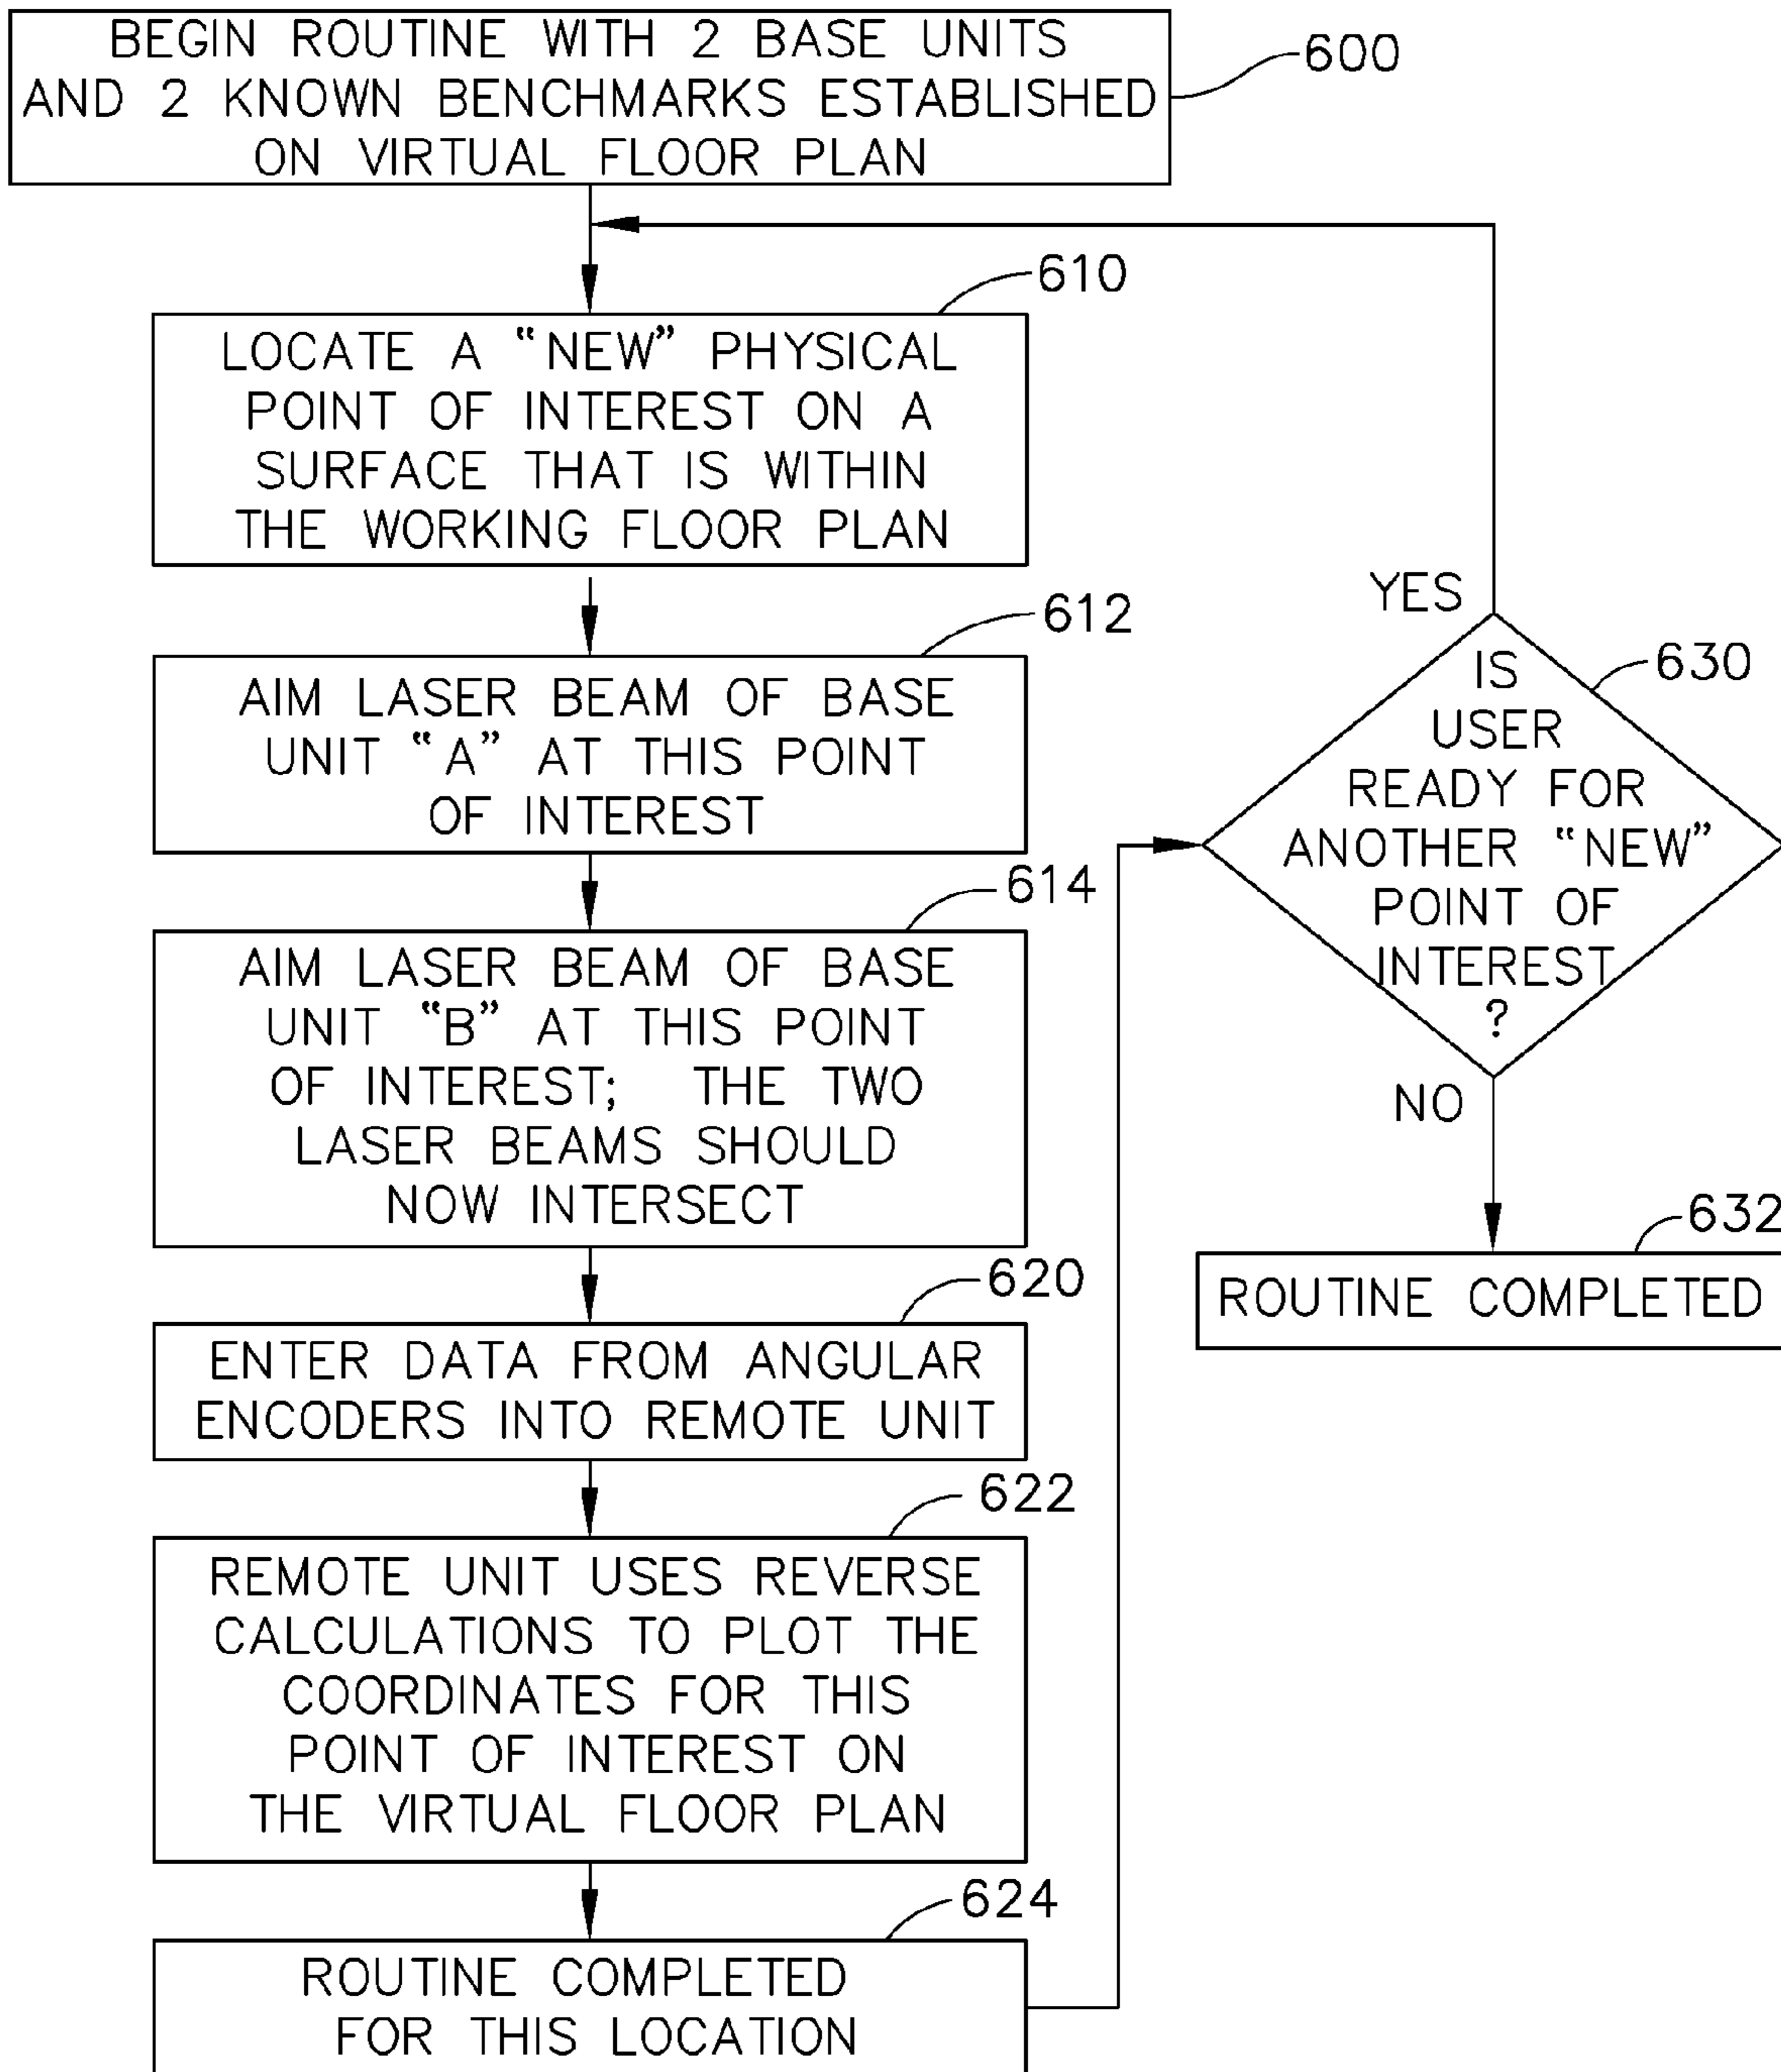 BEGIN ROUTINE WITH 2 BASE UNITS
AND 2 KNOWN BENCHMARKS ESTABLISHED
ON VIRTUAL FLOOR PLAN
600
610
LOCATE A “NEW” PHYSICAL
POINT OF INTEREST ON A
SURFACE THAT IS WITHIN
THE WORKING FLOOR PLAN
612
AIM LASER BEAM OF BASE
UNIT “A” AT THIS POINT
OF INTEREST
614
AIM LASER BEAM OF BASE
UNIT “B” AT THIS POINT
OF INTEREST; THE TWO
LASER BEAMS SHOULD
NOW INTERSECT
620
ENTER DATA FROM ANGULAR
ENCODERS INTO REMOTE UNIT
622
REMOTE UNIT USES REVERSE
CALCULATIONS TO PLOT THE
COORDINATES FOR THIS
POINT OF INTEREST ON
THE VIRTUAL FLOOR PLAN
624
ROUTINE COMPLETED
FOR THIS LOCATION
YES
630
IS
USER
READY FOR
ANOTHER “NEW”
POINT OF
INTEREST
?
NO
632
ROUTINE COMPLETED